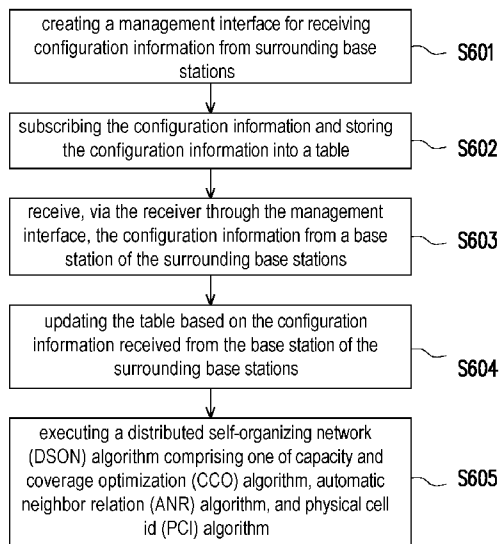 creating a management interface for receiving
configuration information from surrounding base
stations
S601
subscribing the configuration information and storing
the configuration information into a table
S602
receive, via the receiver through the management
interface, the configuration information from a base
station of the surrounding base stations
S603
updating the table based on the configuration
information received from the base station of the
surrounding base stations
S604
executing a distributed self-organizing network
(DSON) algorithm comprising one of capacity and
coverage optimization (CCO) algorithm, automatic
neighbor relation (ANR) algorithm, and physical cell
id (PCI) algorithm
S605